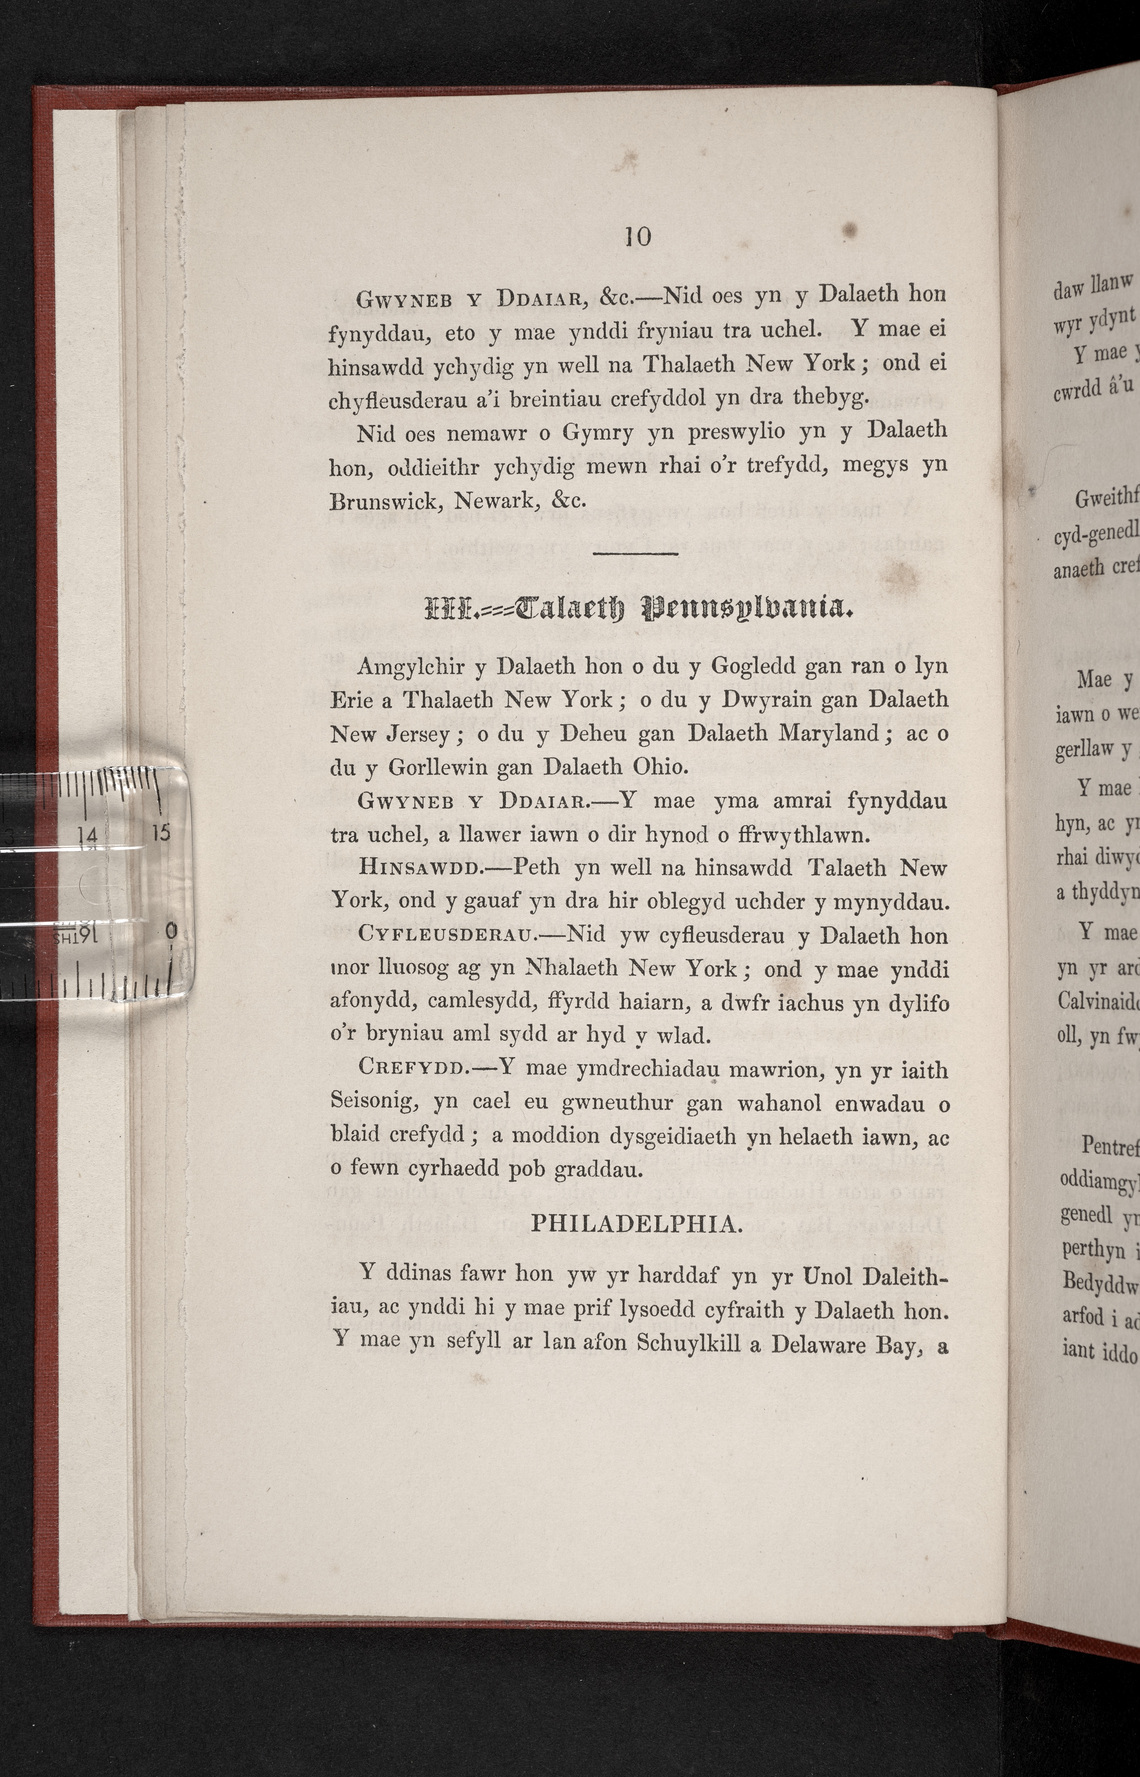 10
GWYNEB Y DDAIAR, &c.—Nid oes yn y Dalaeth hon
fynyddau, eto y mae ynddi fryniau tra uchel. Y mae ei
hinsawdd ychydig yn well na Thalaeth New York; ond ei
chyfleusderau a'i breintiau crefyddol yn dra thebyg.
Nid oes nemawr o Gymry yn preswylio yn y Dalaeth
hon, oddieithr ychydig mewn rhai o'r trefydd, megys yn
Brunswick, Newark, &c.
III.===Talaeth Pennsylvania.
Amgylchir y Dalaeth hon o du y Gogledd gan ran o lyn
Erie a Thalaeth New York; o du y Dwyrain gan Dalaeth
New Jersey; o du y Deheu gan Dalaeth Maryland; ac o
du y Gorllewin gan Dalaeth Ohio.
GWYNEB Y DDAIAR.—Y mae yma amrai fynyddau
tra uchel, a llawer iawn o dir hynod o ffrwythlawn.
HINSAWDD.—Peth yn well na hinsawdd Talaeth New
York, ond y gauaf yn dra hir oblegyd uchder y mynyddau.
CYFLEUSDERAU.—Nid yw cyfleusderau y Dalaeth hon
mor lluosog ag yn Nhalaeth New York; ond y mae ynddi
afonydd, camlesydd, ffyrdd haiarn, a dwfr iachus yn dylifo
o'r bryniau aml sydd ar hyd y wlad.
CREFYDD.—Y mae ymdrechiadau mawrion, yn yr iaith
Seisonig, yn cael eu gwneuthur gan wahanol enwadau o
blaid crefydd; a moddion dysgeidiaeth yn helaeth iawn, ac
o fewn cyrhaedd pob graddau.
PHILADELPHIA.
Y ddinas fawr hon yw yr harddaf yn yr Unol Daleith-
iau, ac ynddi hi y mae prif lysoedd cyfraith y Dalaeth hon.
Y mae yn sefyll ar lan afon Schuylkill a Delaware Bay, a
14 15
16THS 0
daw llanw
wyr ydynt
Y mae
cwrdd â'u
Gweithf
cyd-genedl
anaeth cref
Mae y
iawn o we
gerllaw y
Y mae
hyn, ac yr
rhai diwyd
a thyddyn
Y mae
yn yr ard
Calvinaidd
oll, yn fw
Pentref
oddiamgyl
genedl yr
perthyn i
Bedyddw
arfod i ad
iant iddo